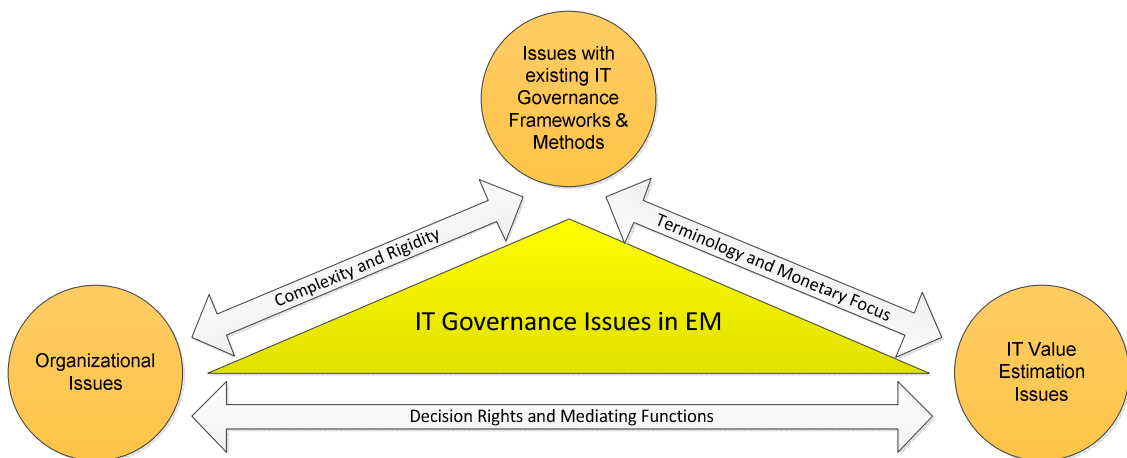 Issues with
existing IT
Governance
Frameworks &
Methods
Complexity and Rigidity
Terminology and Monetary Focus
IT Governance Issues in EM
Organizational
Issues
IT Value
Estimation
Issues
Decision Rights and Mediating Functions